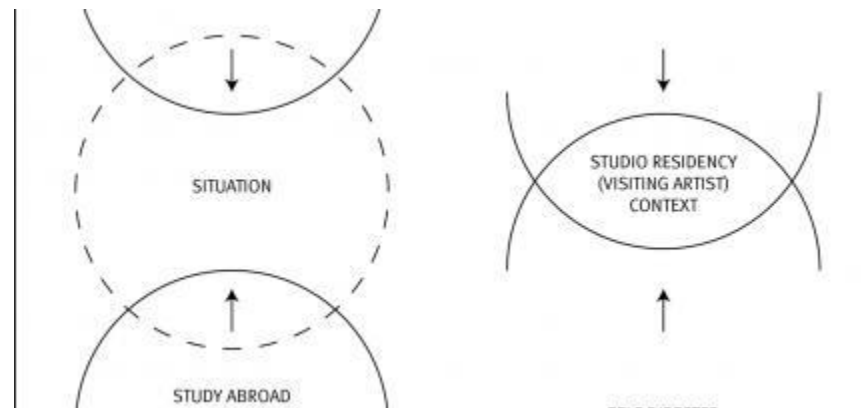 SITUATION
STUDIO RESIDENCY
(VISITING ARTIST)
CONTEXT
STUDY ABROAD